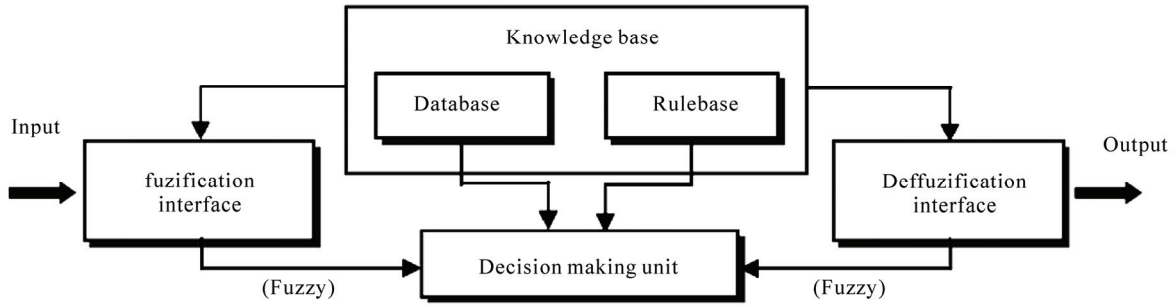 Knowledge base
Database
Rulebase
Input
fuzification
interface
Deffuzification
interface
Output
Decision making unit
(Fuzzy)
(Fuzzy)